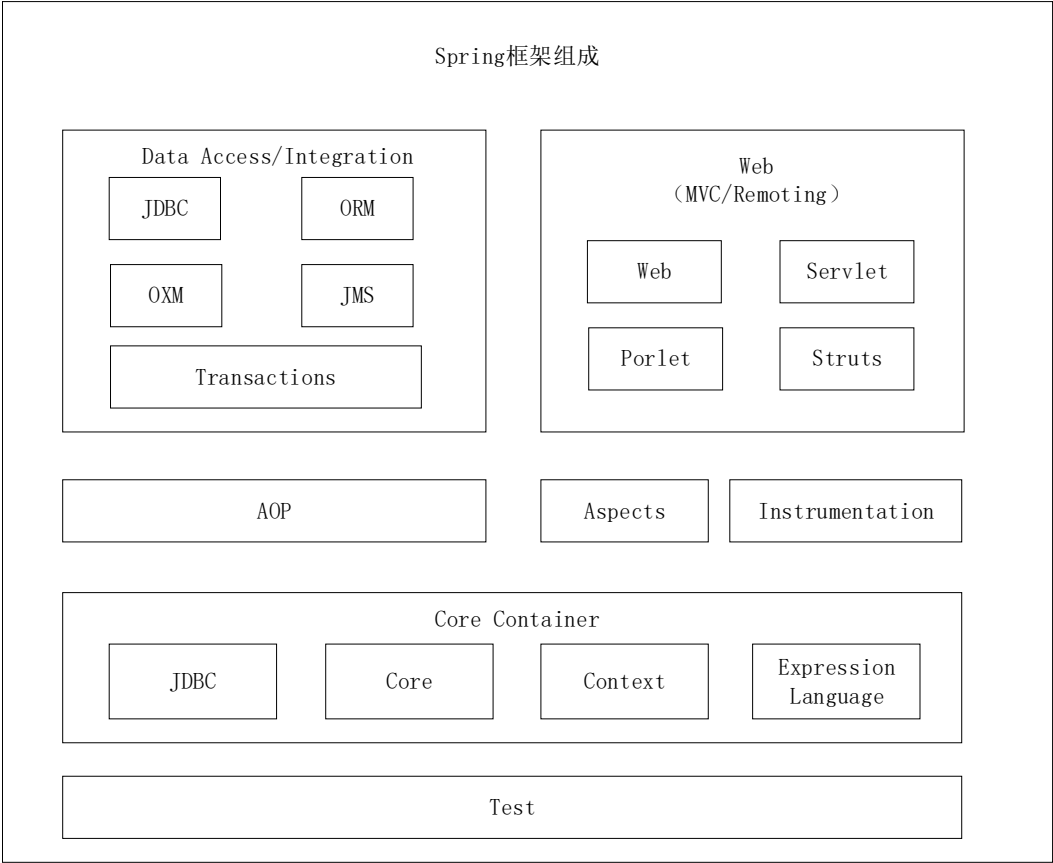 Spring框架组成
Data Access/Integration
JDBC
ORM
OXM
JMS
Transactions
Web
（MVC/Remoting）
Web
Servlet
Porlet
Struts
AOP
Aspects
Instrumentation
Core Container
JDBC
Core
Context
Expression
Language
Test